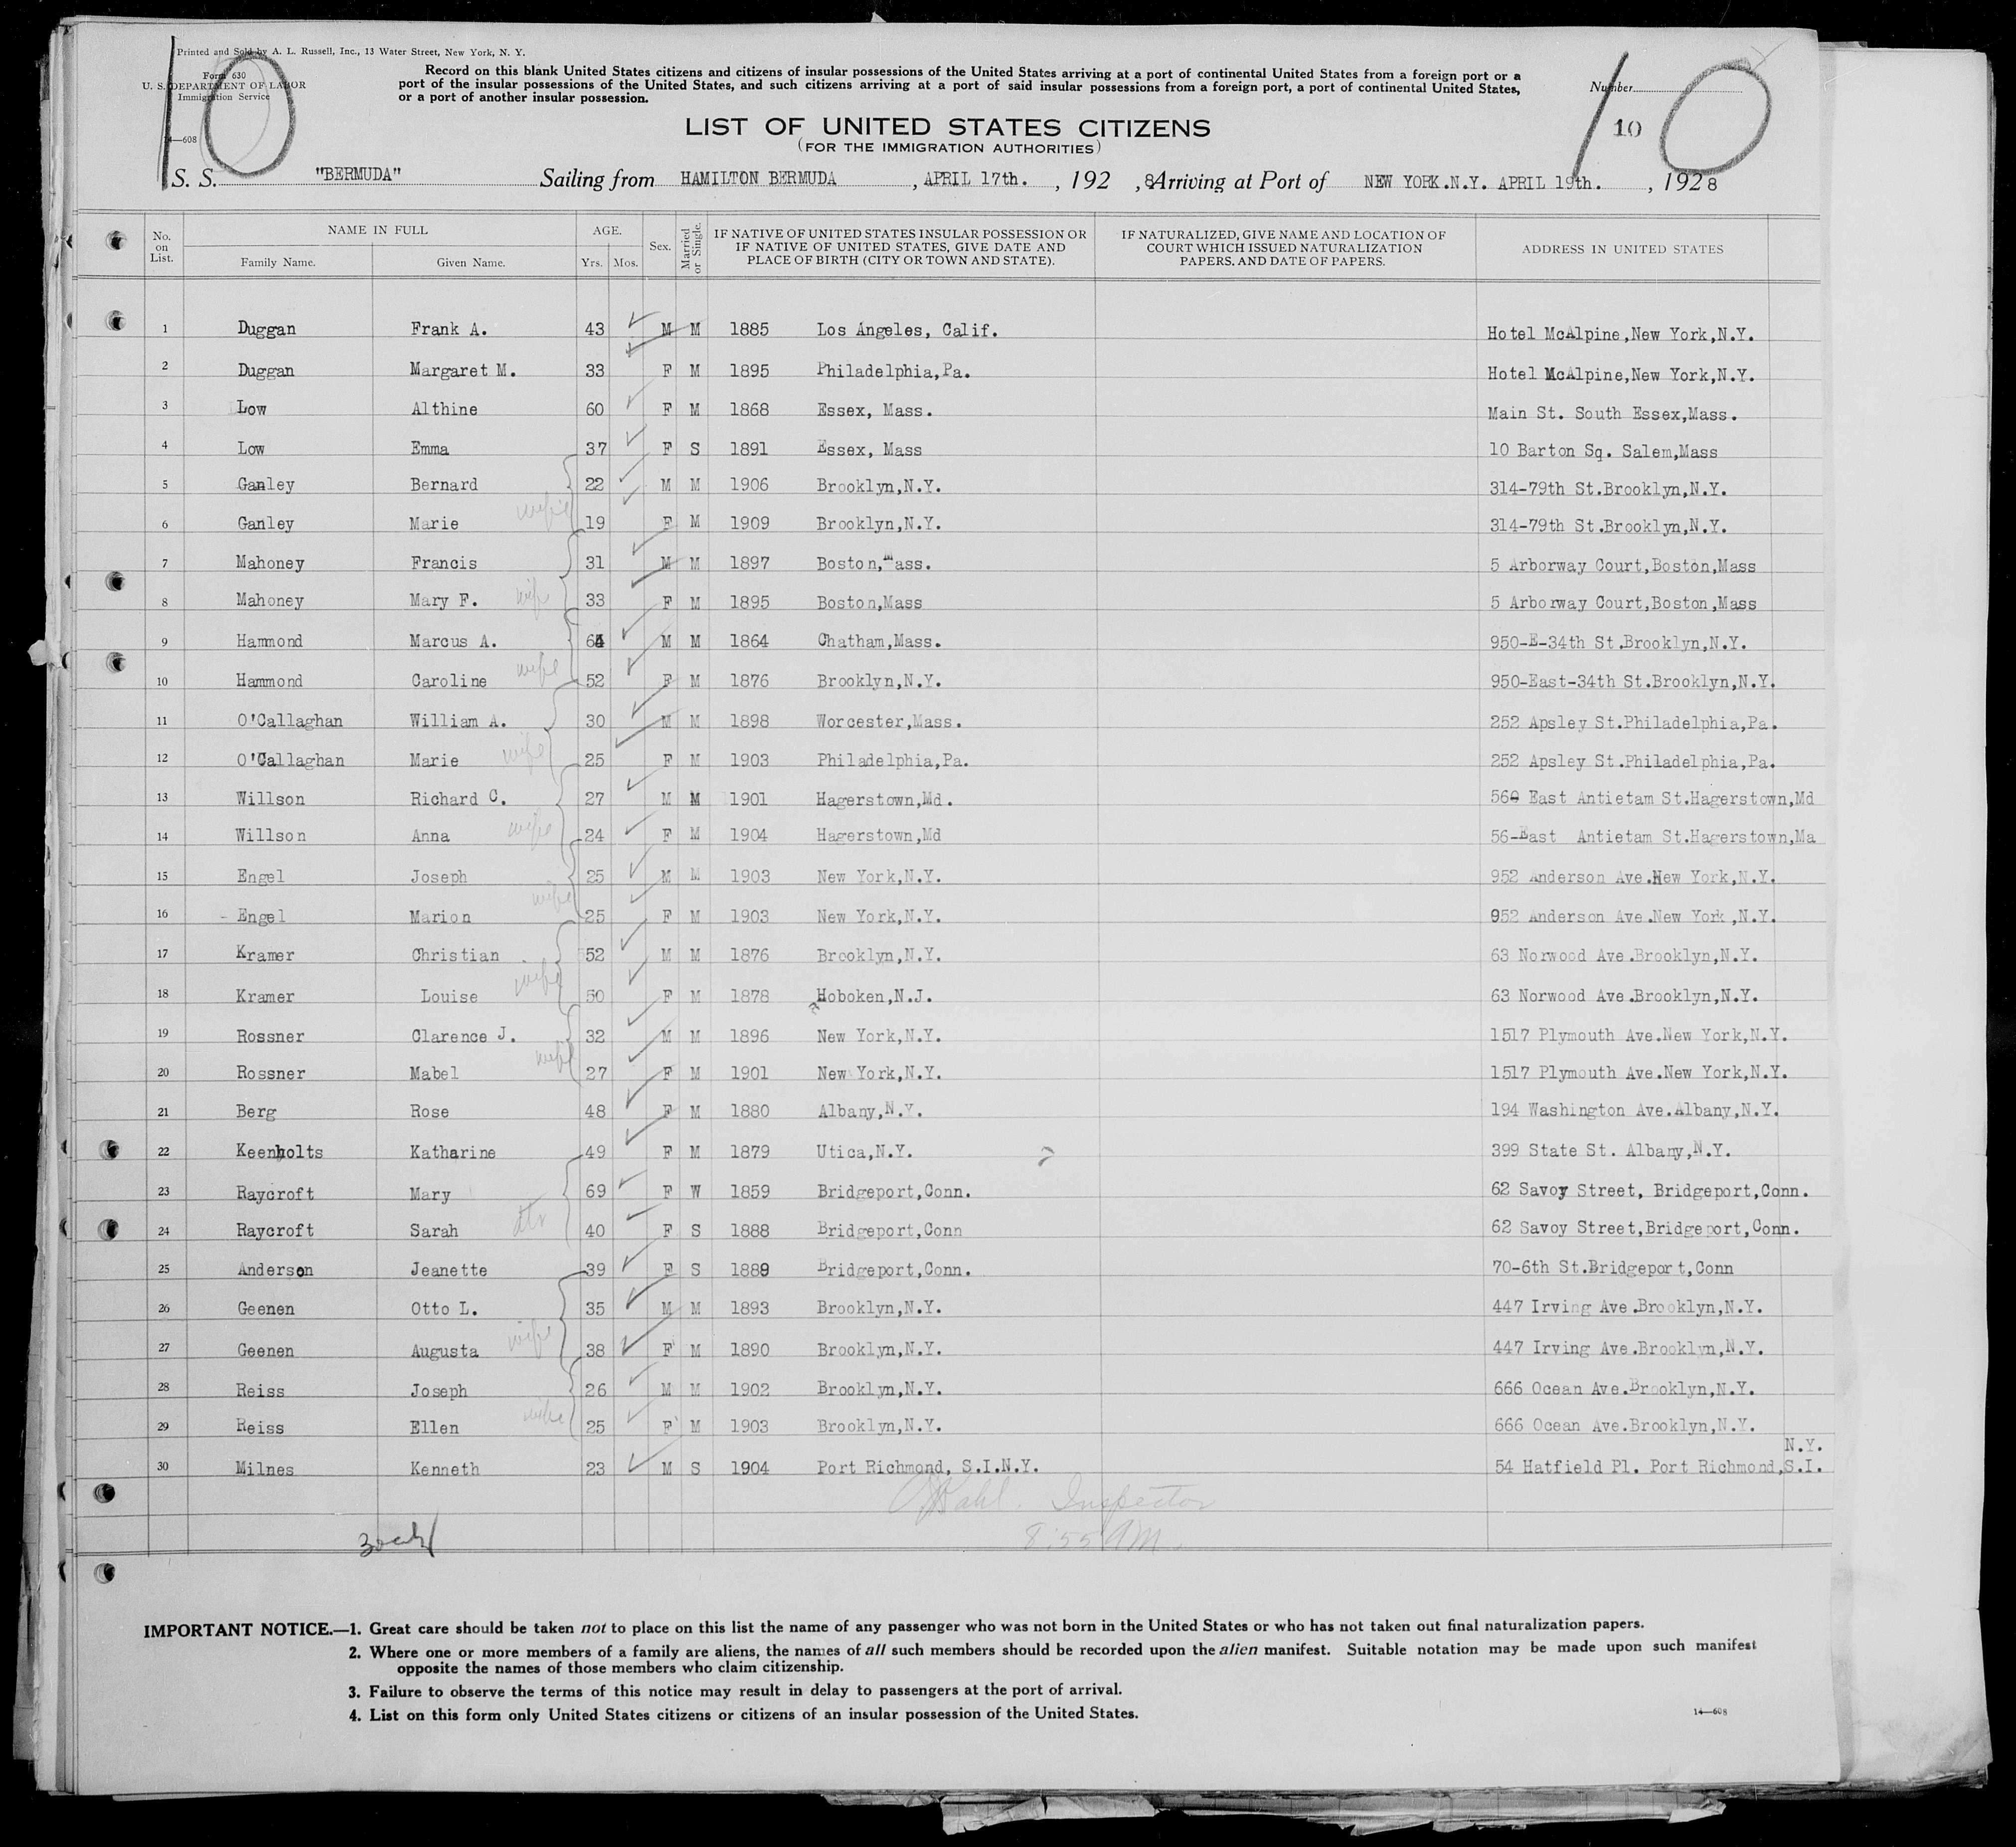 Printed and Sold by A. L. Russell, Inc., 13 Water Street, New York, N. Y.
Form 630
U. S. DEPARTMENT OF LABOR
Immigration Service
14—608
10
Record on this blank United States citizens and citizens of insular possessions of the United States arriving at a port of continental United States from a foreign port or a
port of the insular possessions of the United States, and such citizens arriving at a port of said insular possessions from a foreign port, a port of continental United States,
or a port of another insular possession.
Number
10
10
LIST OF UNITED STATES CITIZENS
(FOR THE IMMIGRATION AUTHORITIES)
S. S. "BERMUDA" Sailing from HAMILTON BERMUDA, APRIL 17th., 192 ,8 Arriving at Port of NEW YORK.N.Y. APRIL 19th., 1928
No. on List. NAME IN FULL Family Name. Given Name. AGE. Yrs. Mos. Sex. Married or Single. IF NATIVE OF UNITED STATES INSULAR POSSESSION OR IF NATIVE OF UNITED STATES, GIVE DATE AND PLACE OF BIRTH (CITY OR TOWN AND STATE). IF NATURALIZED, GIVE NAME AND LOCATION OF COURT WHICH ISSUED NATURALIZATION PAPERS. AND DATE OF PAPERS. ADDRESS IN UNITED STATES
1 Duggan Frank A. 43 M M 1885 Los Angeles, Calif. Hotel McAlpine,New York,N.Y.
2 Duggan Margaret M. 33 F M 1895 Philadelphia,Pa. Hotel McAlpine,New York,N.Y.
3 Low Althine 60 F M 1868 Essex, Mass. Main St. South Essex,Mass.
4 Low Emma 37 F S 1891 Essex, Mass 10 Barton Sq. Salem,Mass
5 Ganley Bernard 22 M M 1906 Brooklyn,N.Y. 314-79th St.Brooklyn,N.Y.
6 Ganley Marie wife 19 F M 1909 Brooklyn,N.Y. 314-79th St.Brooklyn,N.Y.
7 Mahoney Francis 31 M M 1897 Boston,Mass. 5 Arborway Court,Boston,Mass
8 Mahoney Mary F. wife 33 F M 1895 Boston,Mass 5 Arborway Court,Boston,Mass
9 Hammond Marcus A. 64 M M 1864 Chatham,Mass. 950-E-34th St.Brooklyn,N.Y.
10 Hammond Caroline wife 52 F M 1876 Brooklyn,N.Y. 950-East-34th St.Brooklyn,N.Y.
11 O'Callaghan William A. 30 M M 1898 Worcester,Mass. 252 Apsley St.Philadelphia,Pa.
12 O'Callaghan Marie wife 25 F M 1903 Philadelphia,Pa. 252 Apsley St.Philadelphia,Pa.
13 Willson Richard C. 27 M M 1901 Hagerstown,Md. 560 East Antietam St.Hagerstown,Md
14 Willson Anna wife 24 F M 1904 Hagerstown,Md 56-East Antietam St.Hagerstown,Ma
15 Engel Joseph 25 M M 1903 New York,N.Y. 952 Anderson Ave.New York,N.Y.
16 - Engel Marion wife 25 F M 1903 New York,N.Y. 952 Anderson Ave.New York,N.Y.
17 Kramer Christian 52 M M 1876 Brooklyn,N.Y. 63 Norwood Ave.Brooklyn,N.Y.
18 Kramer Louise wife 50 F M 1878 Hoboken,N.J. 63 Norwood Ave.Brooklyn,N.Y.
19 Rossner Clarence J. 32 M M 1896 New York,N.Y. 1517 Plymouth Ave.New York,N.Y.
20 Rossner Mabel wife 27 F M 1901 New York,N.Y. 1517 Plymouth Ave.New York,N.Y.
21 Berg Rose 48 F M 1880 Albany,N.Y. 194 Washington Ave.Albany,N.Y.
22 Keenholts Katharine 49 F M 1879 Utica,N.Y. 399 State St. Albany,N.Y.
23 Raycroft Mary 69 F W 1859 Bridgeport,Conn. 62 Savoy Street, Bridgeport,Conn.
24 Raycroft Sarah dtr 40 F S 1888 Bridgeport,Conn 62 Savoy Street,Bridgeport,Conn.
25 Anderson Jeanette 39 F S 1889 Bridgeport,Conn. 70-6th St.Bridgeport,Conn
26 Geenen Otto L. 35 M M 1893 Brooklyn,N.Y. 447 Irving Ave.Brooklyn,N.Y.
27 Geenen Augusta wife 38 F M 1890 Brooklyn,N.Y. 447 Irving Ave.Brooklyn,N.Y.
28 Reiss Joseph 26 M M 1902 Brooklyn,N.Y. 666 Ocean Ave.Brooklyn,N.Y.
29 Reiss Ellen wife 25 F M 1903 Brooklyn,N.Y. 666 Ocean Ave.Brooklyn,N.Y.
N.Y.
30 Milnes Kenneth 23 M S 1904 Port Richmond, S.I.N.Y. 54 Hatfield Pl. Port Richmond,S.I.
Inspector
8:55 AM.
IMPORTANT NOTICE.—1. Great care should be taken not to place on this list the name of any passenger who was not born in the United States or who has not taken out final naturalization papers.
2. Where one or more members of a family are aliens, the names of all such members should be recorded upon the alien manifest. Suitable notation may be made upon such manifest
opposite the names of those members who claim citizenship.
3. Failure to observe the terms of this notice may result in delay to passengers at the port of arrival.
4. List on this form only United States citizens or citizens of an insular possession of the United States.
14—608